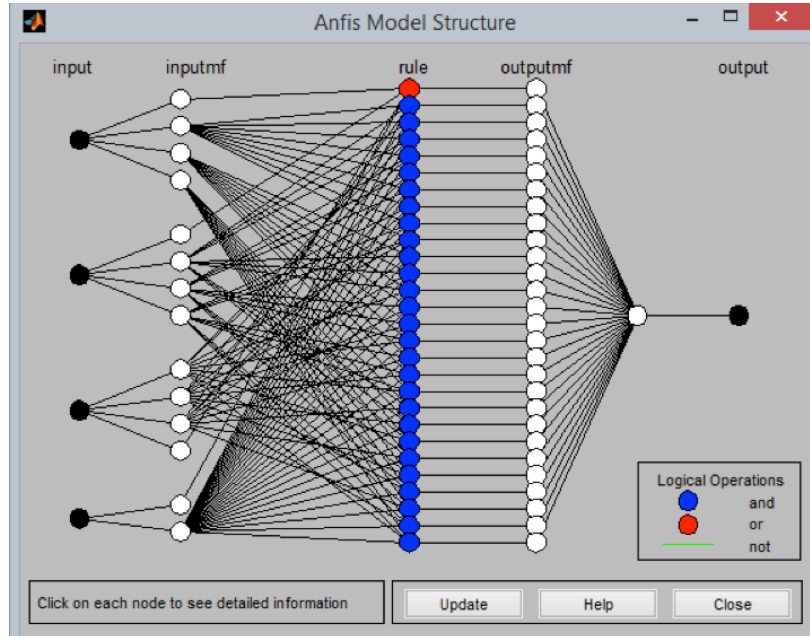 Anfis Model Structure
input inputmf rule outputmf output
Logical Operations
and
or
not
Click on each node to see detailed information
Update Help Close